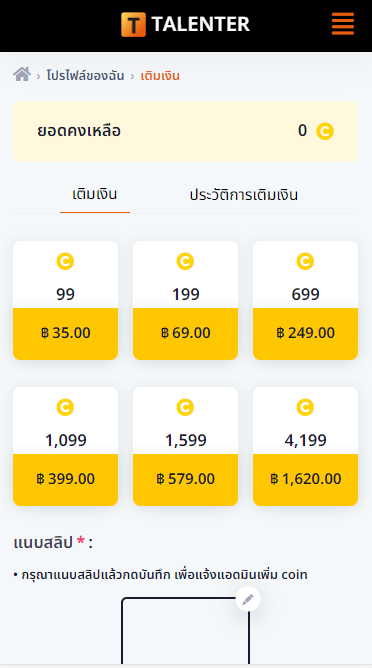 T TALENTER
› โปรไฟล์ของฉัน › เติมเงิน
ยอดคงเหลือ 0 C
เติมเงิน ประวัติการเติมเงิน
C C C
99 199 699
฿ 35.00 ฿ 69.00 ฿ 249.00
C C C
1,099 1,599 4,199
฿ 399.00 ฿ 579.00 ฿ 1,620.00
แนบสลิป * :
• กรุณาแนบสลิปแล้วกดบันทึก เพื่อแจ้งแอดมินเพิ่ม coin